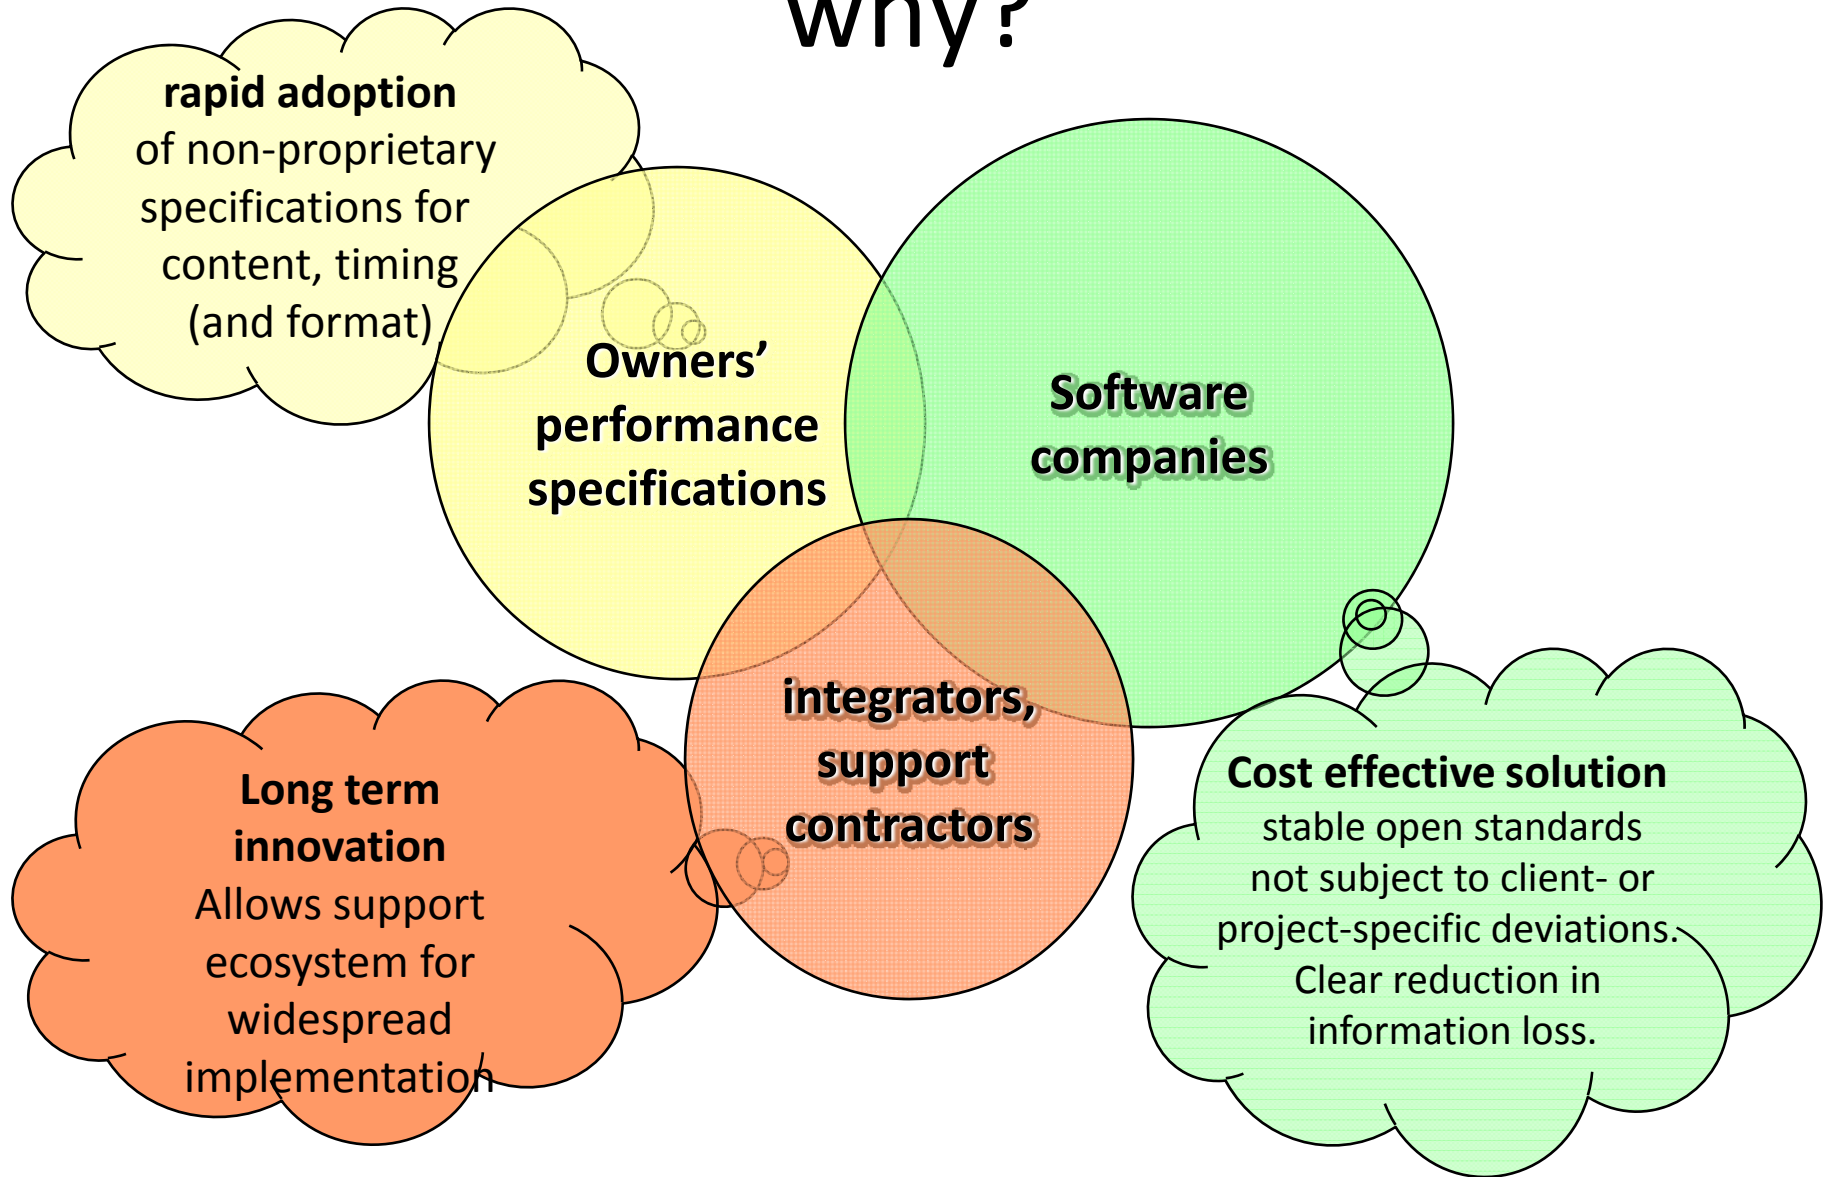 why?
rapid adoption
of non-proprietary
specifications for
content, timing
(and format)
Owners’
performance
specifications
Software
companies
integrators,
support
contractors
Long term
innovation
Allows support
ecosystem for
widespread
implementation
Cost effective solution
stable open standards
not subject to client- or
project-specific deviations.
Clear reduction in
information loss.